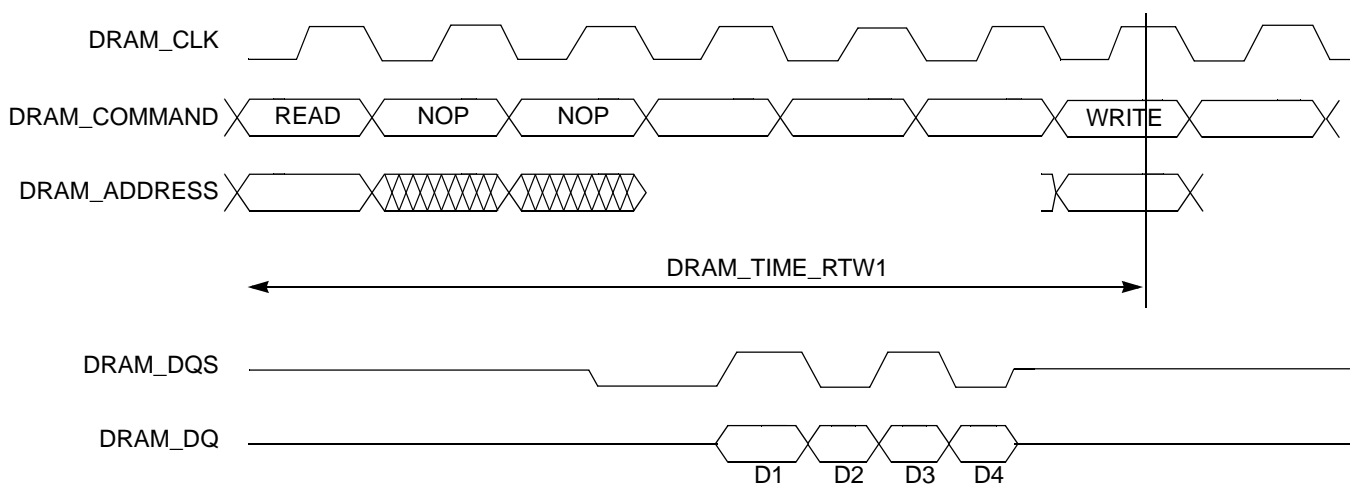 DRAM_CLK
DRAM_COMMAND READ NOP NOP WRITE
DRAM_ADDRESS
DRAM_TIME_RTW1
DRAM_DQS
DRAM_DQ
D1 D2 D3 D4